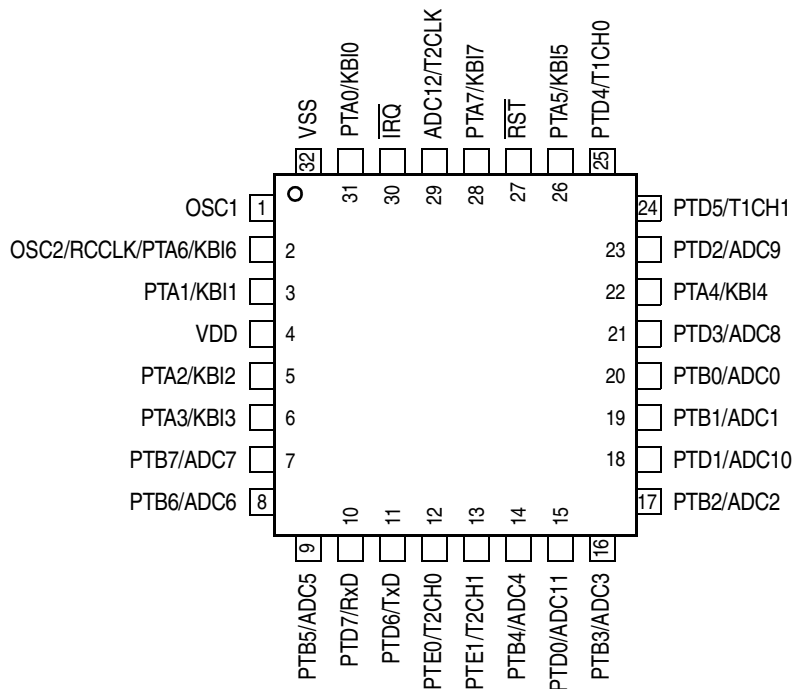 VSS
PTA0/KBI0
IRQ
ADC12/T2CLK
PTA7/KBI7
RST
PTA5/KBI5
PTD4/T1CH0
32
31
30
29
28
27
26
25
OSC1 1
OSC2/RCCLK/PTA6/KBI6 2
PTA1/KBI1 3
VDD 4
PTA2/KBI2 5
PTA3/KBI3 6
PTB7/ADC7 7
PTB6/ADC6 8
24 PTD5/T1CH1
23 PTD2/ADC9
22 PTA4/KBI4
21 PTD3/ADC8
20 PTB0/ADC0
19 PTB1/ADC1
18 PTD1/ADC10
17 PTB2/ADC2
9
10
11
12
13
14
15
16
PTB5/ADC5
PTD7/RxD
PTD6/TxD
PTE0/T2CH0
PTE1/T2CH1
PTB4/ADC4
PTD0/ADC11
PTB3/ADC3